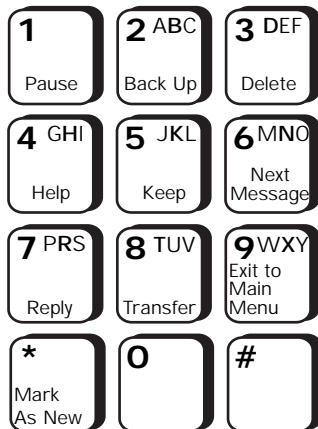 1
Pause
2 ABC
Back Up
3 DEF
Delete
4 GHI
Help
5 JKL
Keep
6 MNO
Next
Message
7 PRS
Reply
8 TUV
Transfer
9 WXY
Exit to
Main
Menu
*
Mark
As New
0
#